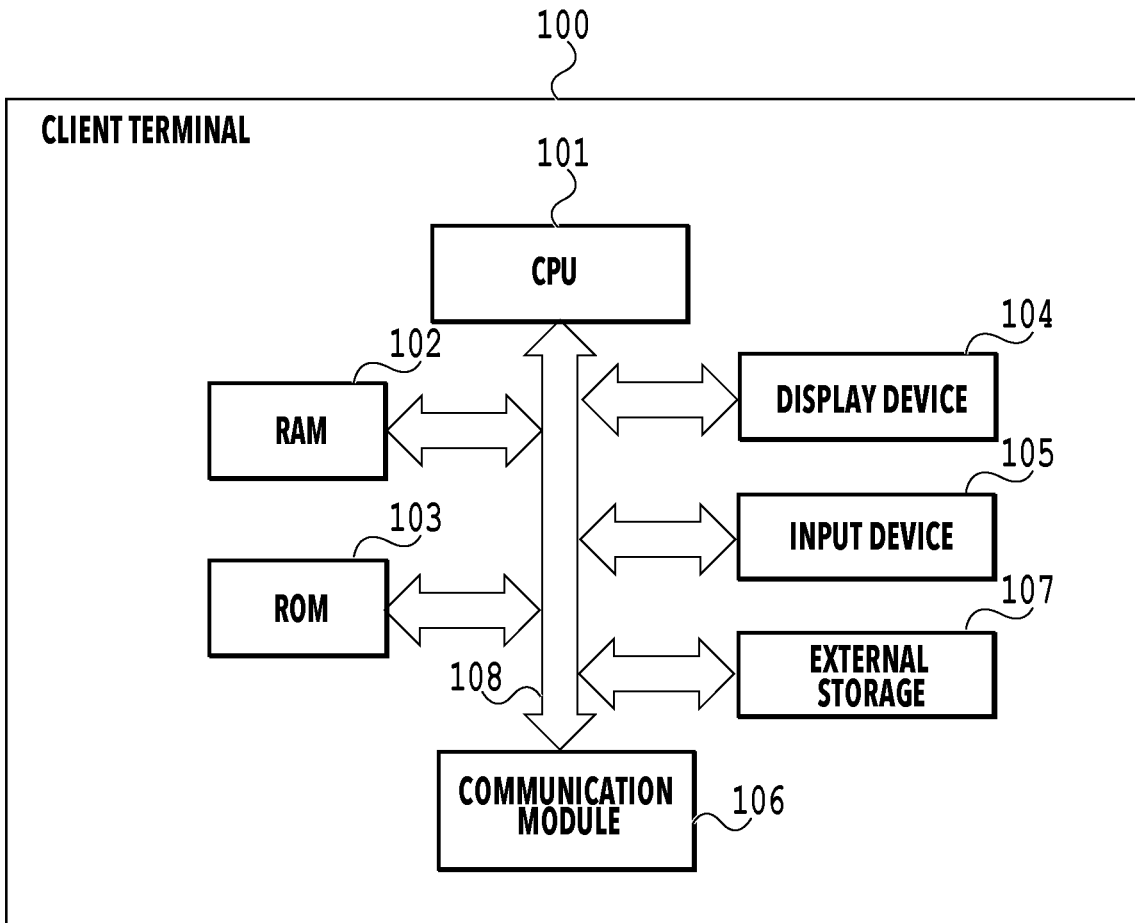 100
CLIENT TERMINAL
101
CPU
102
RAM
104
DISPLAY DEVICE
103
ROM
105
INPUT DEVICE
107
EXTERNAL
STORAGE
108
COMMUNICATION
MODULE
106